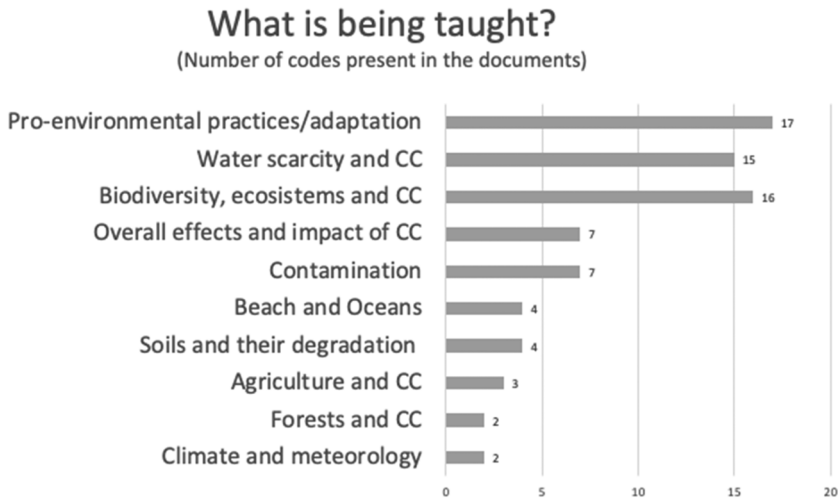 What is being taught?
(Number of codes present in the documents)
Pro-environmental practices/adaptation 17
Water scarcity and CC 15
Biodiversity, ecosistems and CC 16
Overall effects and impact of CC 7
Contamination 7
Beach and Oceans 4
Soils and their degradation 4
Agriculture and CC 3
Forests and CC 2
Climate and meteorology 2
0 5 10 15 20